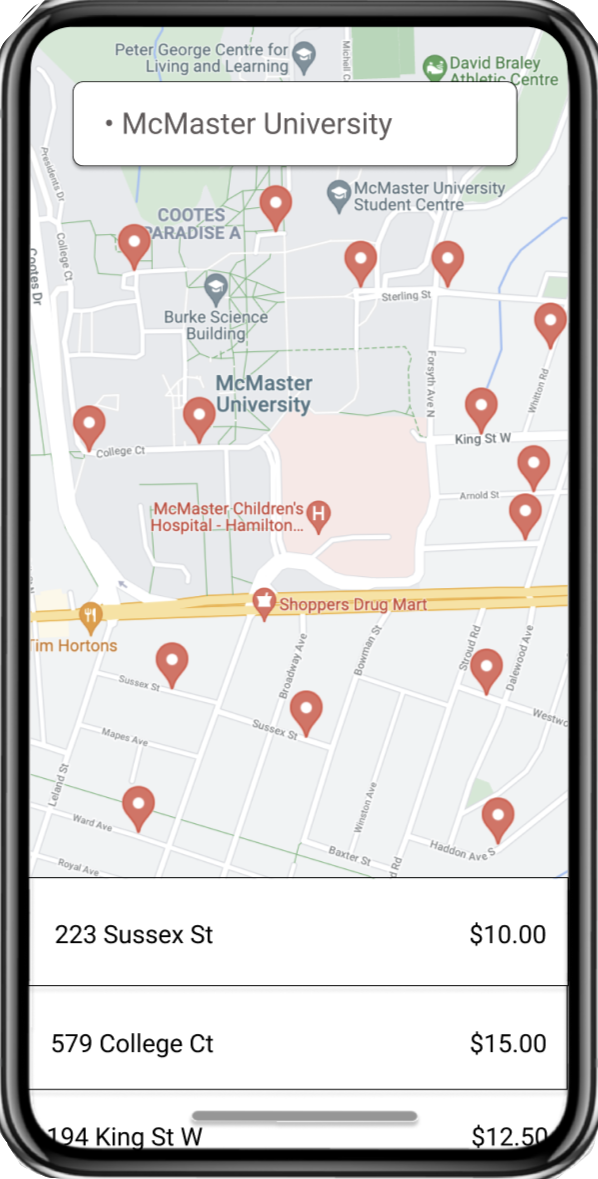 Peter George Centre for
Living and Learning
Michell C
David Braley
Athletic Centre
• McMaster University
Presidents Dr
McMaster University
Student Centre
COOTES
PARADISE A
College Ct
Cootes Dr
Sterling St
Burke Science
Building
McMaster
University
Forsyth Ave N
Whitton Rd
King St W
College Ct
Arnold St
McMaster Children's
Hospital - Hamilton...
H
Shoppers Drug Mart
Tim Hortons
Broadway Ave
Bowman St
Stroud Rd
Dalewood Ave
Sussex St
Sussex St
Westwo
Mapes Ave
Leland St
Winston Ave
Ward Ave
Haddon Ave S
Baxter St
d Rd
Royal Ave
223 Sussex St $10.00
579 College Ct $15.00
194 King St W $12.50